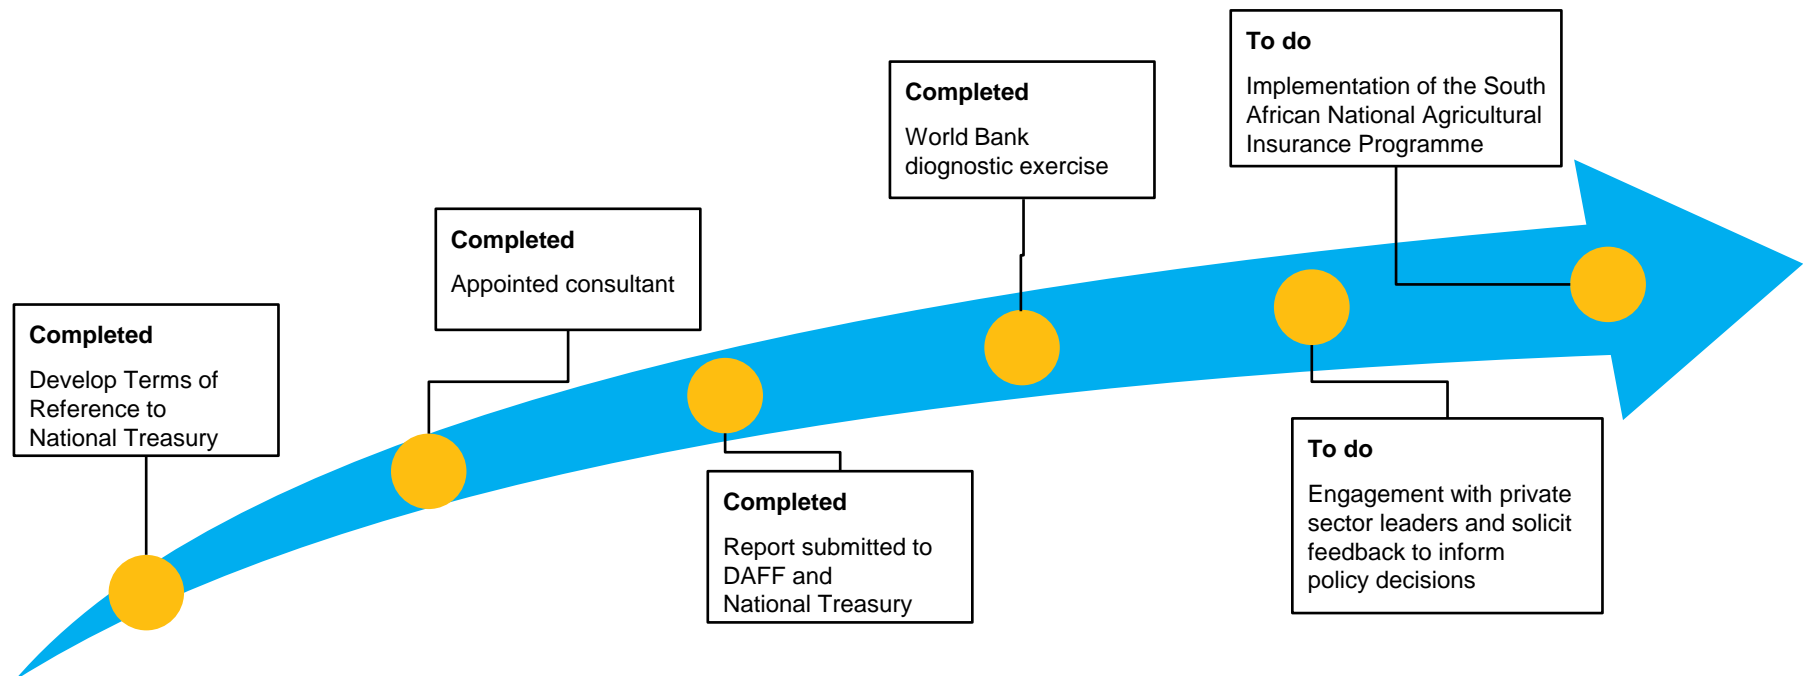 Completed
Develop Terms of
Reference to
National Treasury
Completed
Appointed consultant
Completed
Report submitted to
DAFF and
National Treasury
Completed
World Bank
diognostic exercise
To do
Engagement with private
sector leaders and solicit
feedback to inform
policy decisions
To do
Implementation of the South
African National Agricultural
Insurance Programme